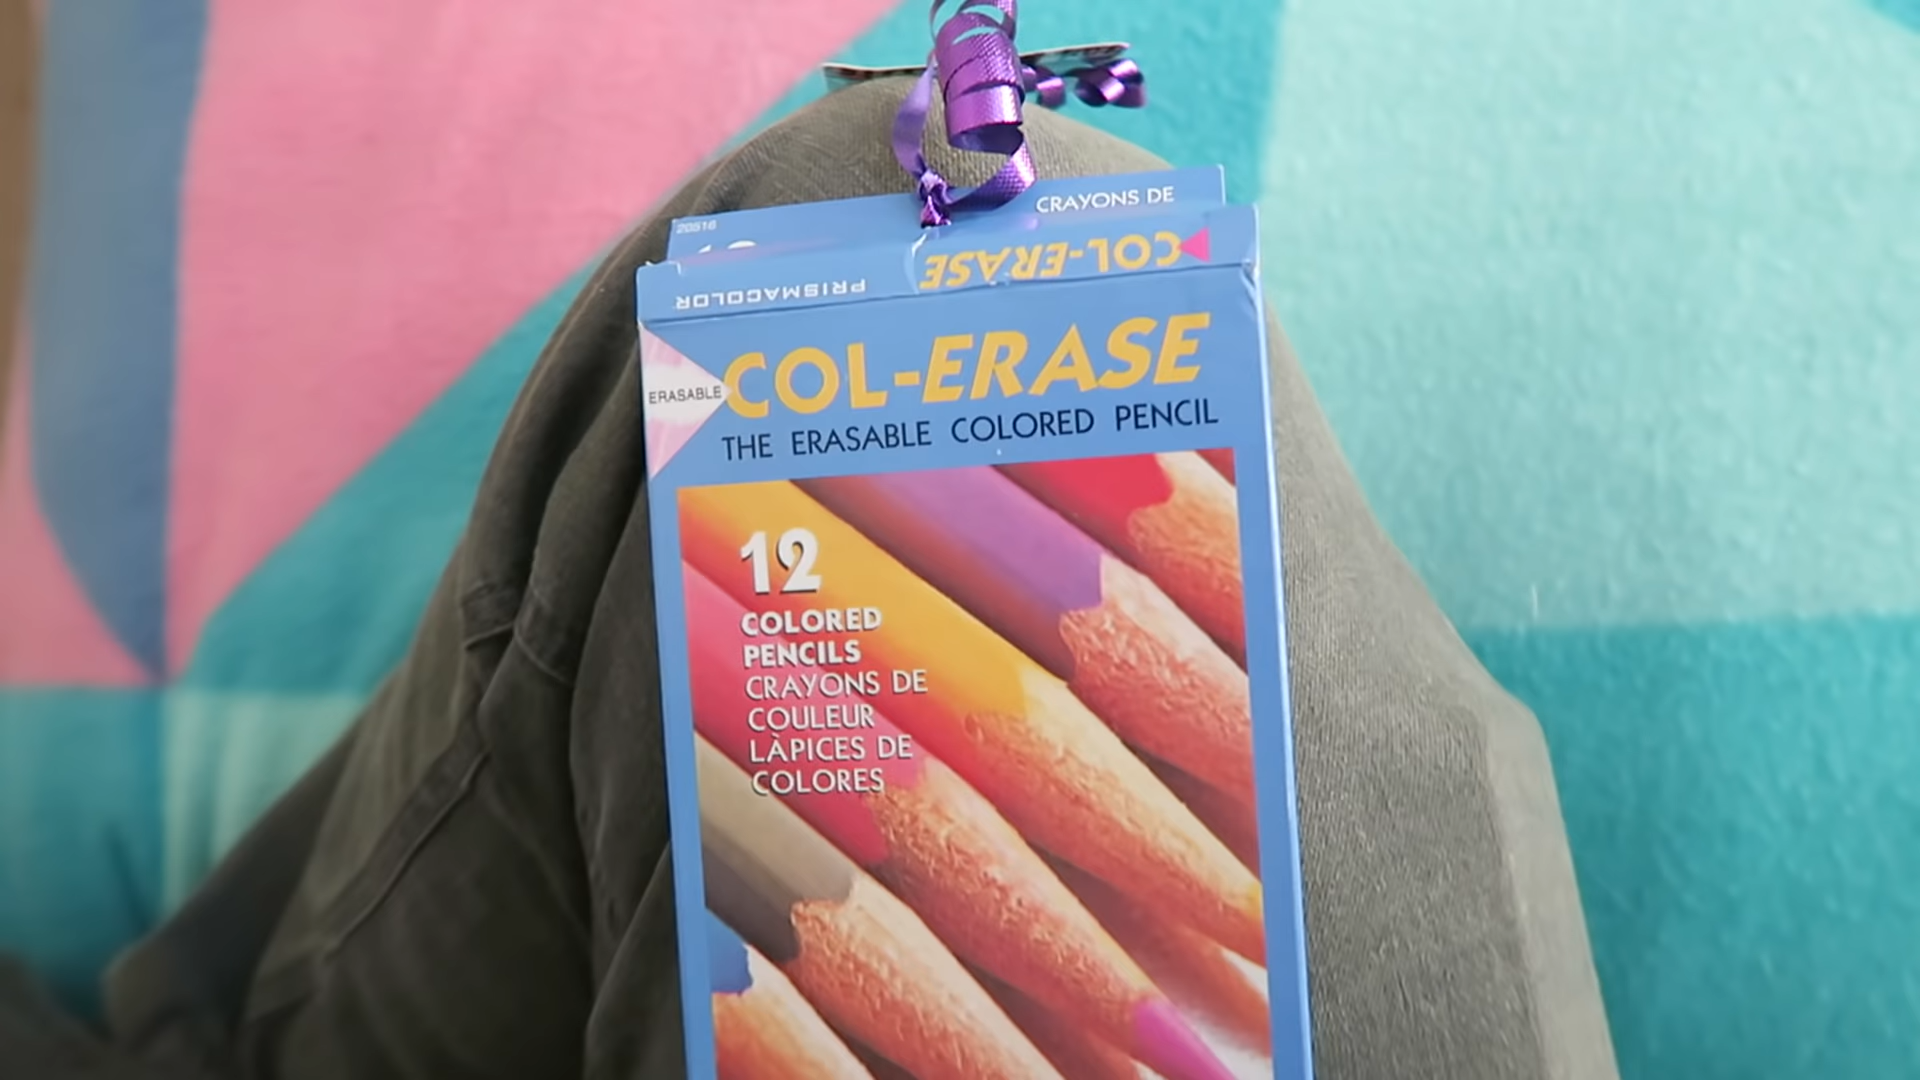 CRAYONS DE
20516
COL-ERASE
PRISMACOLOR
ERASABLE
COL-ERASE
THE ERASABLE COLORED PENCIL
12
COLORED
PENCILS
CRAYONS DE
COULEUR
LÀPICES DE
COLORES